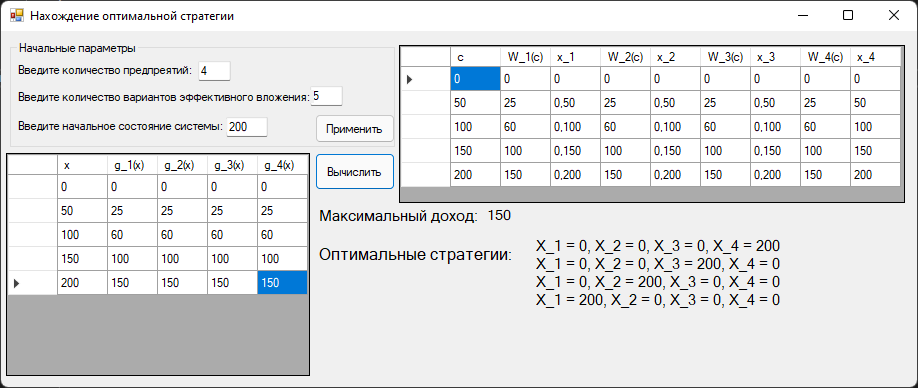 Нахождение оптимальной стратегии
Начальные параметры
Введите количество предпреятий: 4
Введите количество вариантов эффективного вложения: 5
Введите начальное состояние системы: 200
Применить
c W_1(c) x_1 W_2(c) x_2 W_3(c) x_3 W_4(c) x_4
0 0 0 0 0 0 0 0 0
50 25 0,50 25 0,50 25 0,50 25 50
100 60 0,100 60 0,100 60 0,100 60 100
150 100 0,150 100 0,150 100 0,150 100 150
200 150 0,200 150 0,200 150 0,200 150 200
x g_1(x) g_2(x) g_3(x) g_4(x)
0 0 0 0 0
50 25 25 25 25
100 60 60 60 60
150 100 100 100 100
200 150 150 150 150
Вычислить
Максимальный доход: 150
Оптимальные стратегии:
X_1 = 0, X_2 = 0, X_3 = 0, X_4 = 200
X_1 = 0, X_2 = 0, X_3 = 200, X_4 = 0
X_1 = 0, X_2 = 200, X_3 = 0, X_4 = 0
X_1 = 200, X_2 = 0, X_3 = 0, X_4 = 0